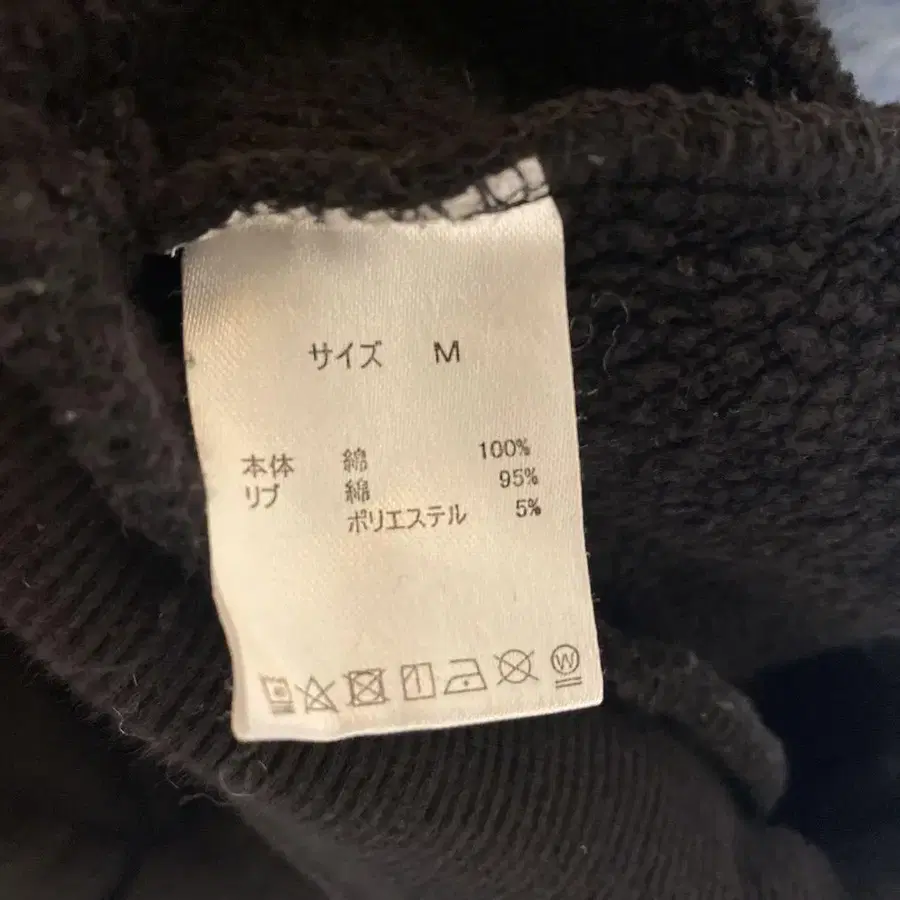 サイズ M
本体 綿 100%
リブ 綿 95%
ポリエステル 5%
W